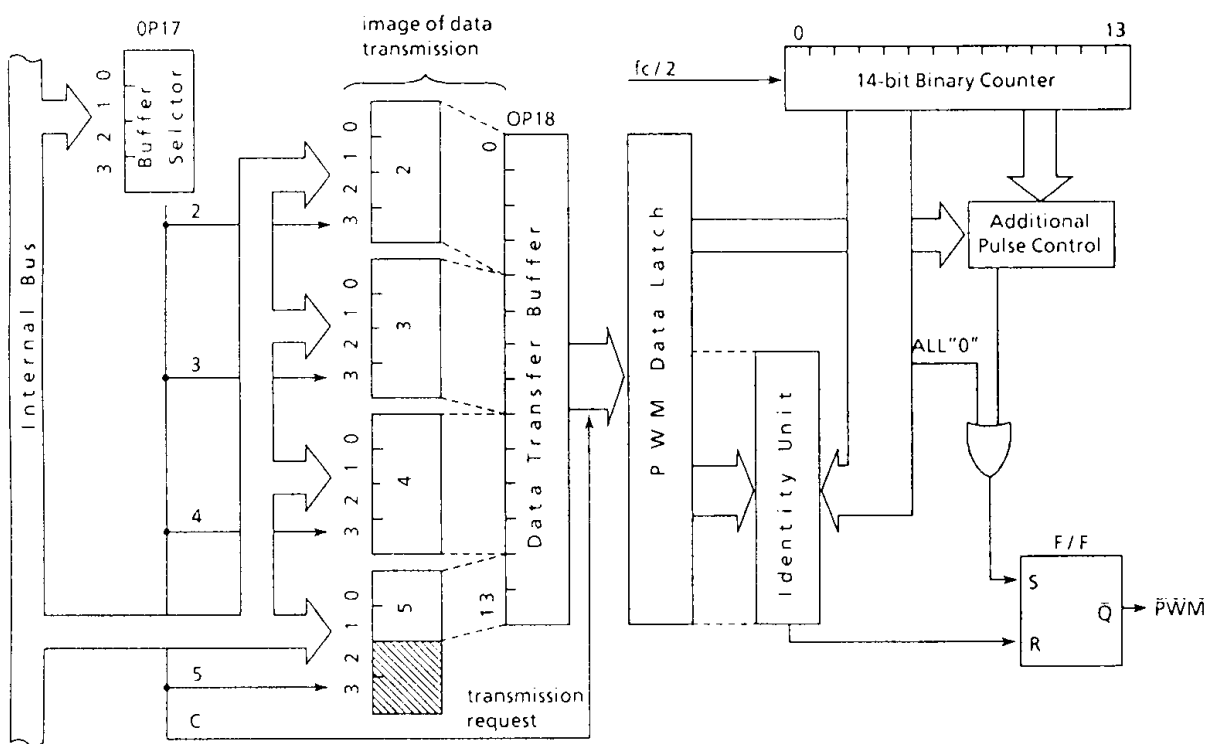 OP17
image of data
transmission
0 13
fc/2
14-bit Binary Counter
0
1
2
3
Buffer
Selctor
OP18
0
0
1
2
3
2
Data Transfer Buffer
PWM Data Latch
2
Additional
Pulse Control
Internal Bus
0
1
2
3
3
3
ALL"0"
Identity Unit
0
1
2
3
4
4
F/F
S
Q̄
R
PWM
0
1
2
3
5
13
5
C
transmission
request